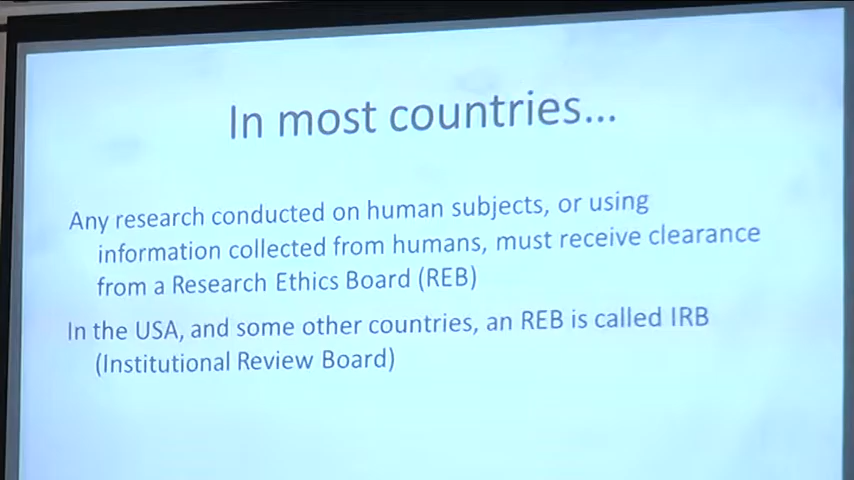 In most countries...
Any research conducted on human subjects, or using
information collected from humans, must receive clearance
from a Research Ethics Board (REB)
In the USA, and some other countries, an REB is called IRB
(Institutional Review Board)